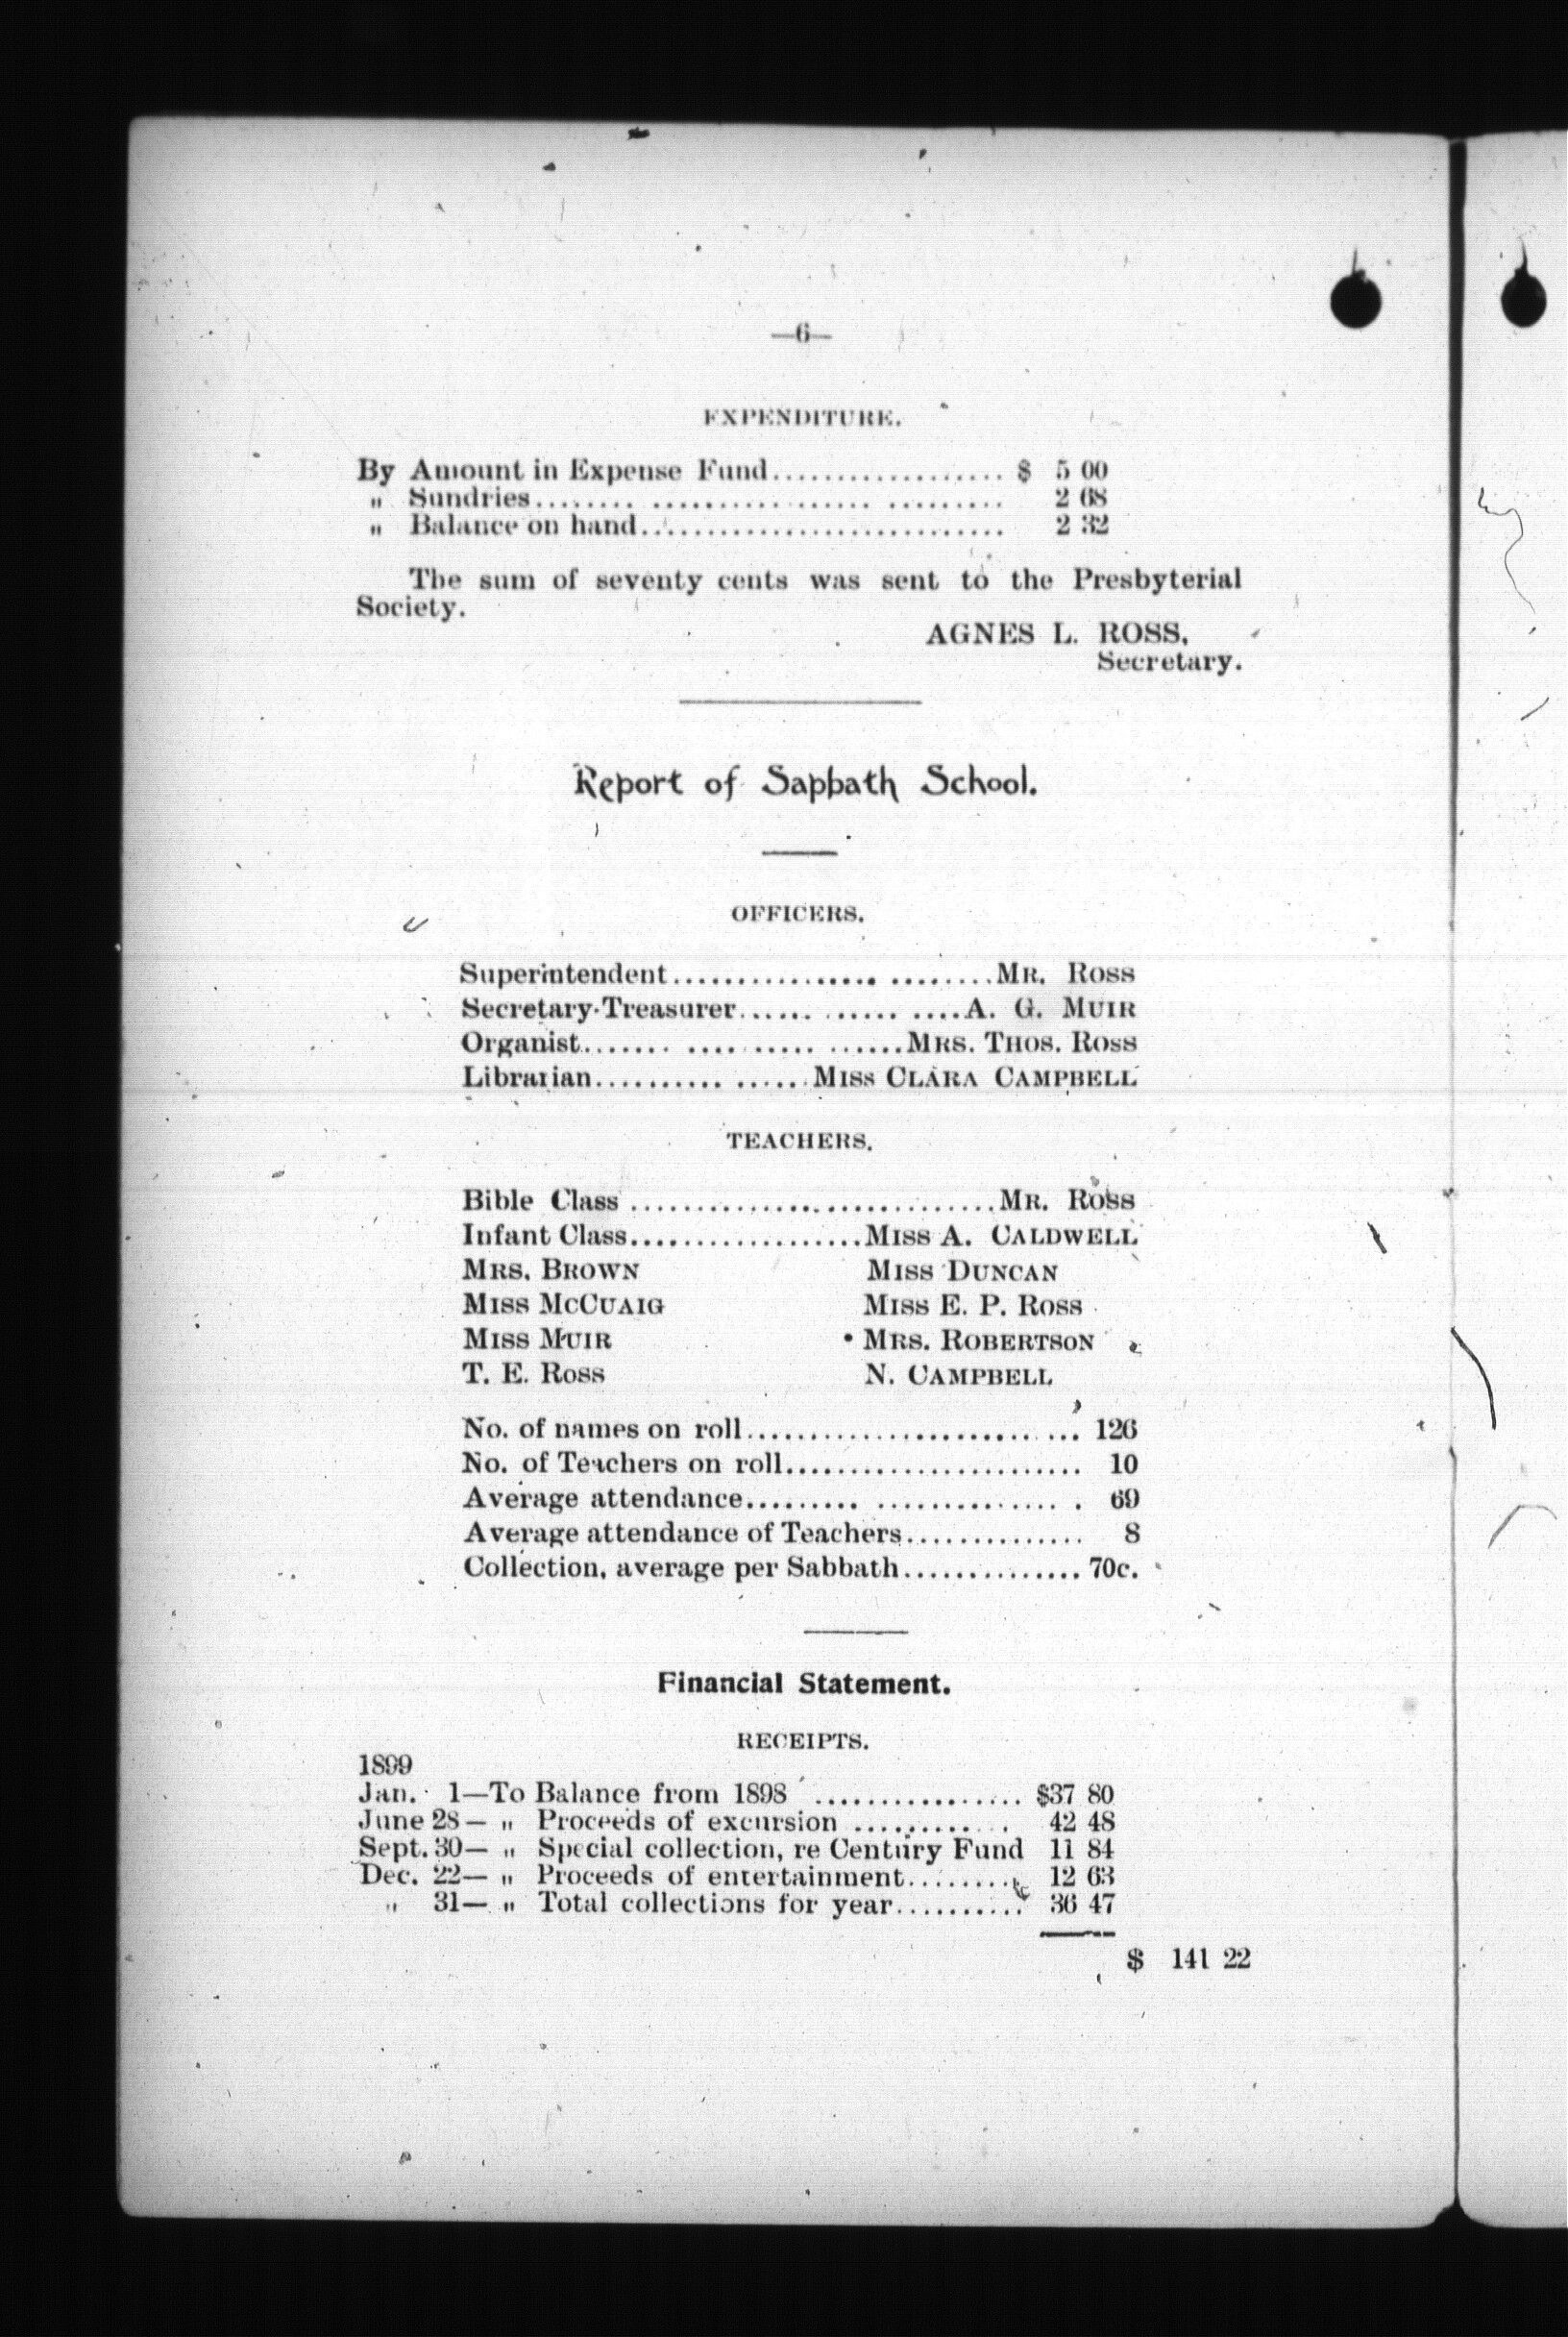 —6—
EXPENDITURE.
By Amount in Expense Fund................... $ 5 00
" Sundries........ ................. ......... 2 68
" Balance on hand............................ 2 32
The sum of seventy cents was sent to the Presbyterial
Society.
AGNES L. ROSS,
Secretary.
Report of Sabbath School.
OFFICERS.
Superintendent................ ........MR. ROSS
Secretary-Treasurer...... ...... ....A. G. MUIR
Organist....... .... ..... ......MRS. THOS. ROSS
Librarian.......... ......MISS CLARA CAMPBELL
TEACHERS.
Bible Class ............................MR. ROSS
Infant Class..................MISS A. CALDWELL
MRS. BROWN MISS DUNCAN
MISS MCCUAIG MISS E. P. ROSS
MISS MUIR MRS. ROBERTSON
T. E. ROSS N. CAMPBELL
No. of names on roll...................... ... 126
No. of Teachers on roll....................... 10
Average attendance......... .............. . 69
Average attendance of Teachers.............. 8
Collection, average per Sabbath.............. 70c.
Financial Statement.
RECEIPTS.
1899
Jan. 1—To Balance from 1898 ................ $37 80
June 28— " Proceeds of excursion .......... . 42 48
Sept. 30— " Special collection, re Century Fund 11 84
Dec. 22— " Proceeds of entertainment......... 12 63
" 31— " Total collections for year.......... 36 47
$ 141 22